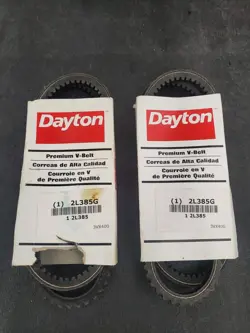 Dayton
Premium V-Belt
Correas de Alta Calidad
Courroie en V
de Première Qualité
(1) 2L385G
1 2L385
Dayton
Premium V-Belt
Correas de Alta Calidad
Courroie en V
de Première Qualité
(1) 2L385G
1 2L385